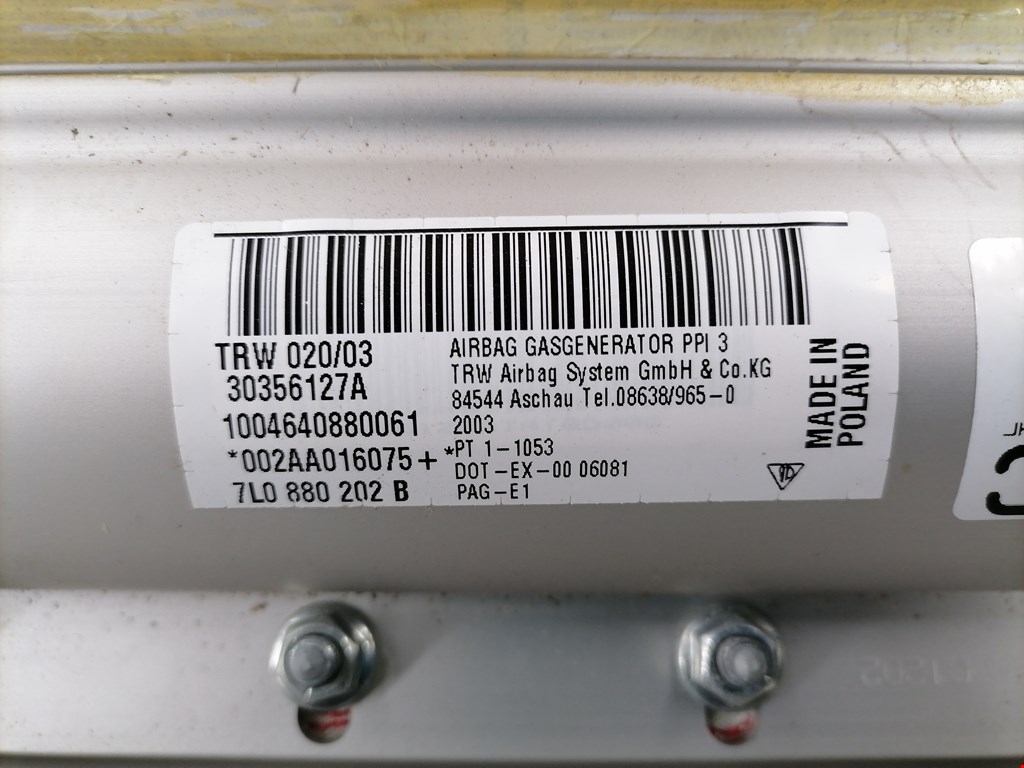 TRW 020/03
30356127A
1004640880061
*002AA016075+
7L0 880 202 B
AIRBAG GASGENERATOR PPI 3
TRW Airbag System GmbH & Co.KG
84544 Aschau Tel.08638/965-0
2003
*PT 1-1053
DOT-EX-00 06081
PAG-E1
MADE IN
POLAND